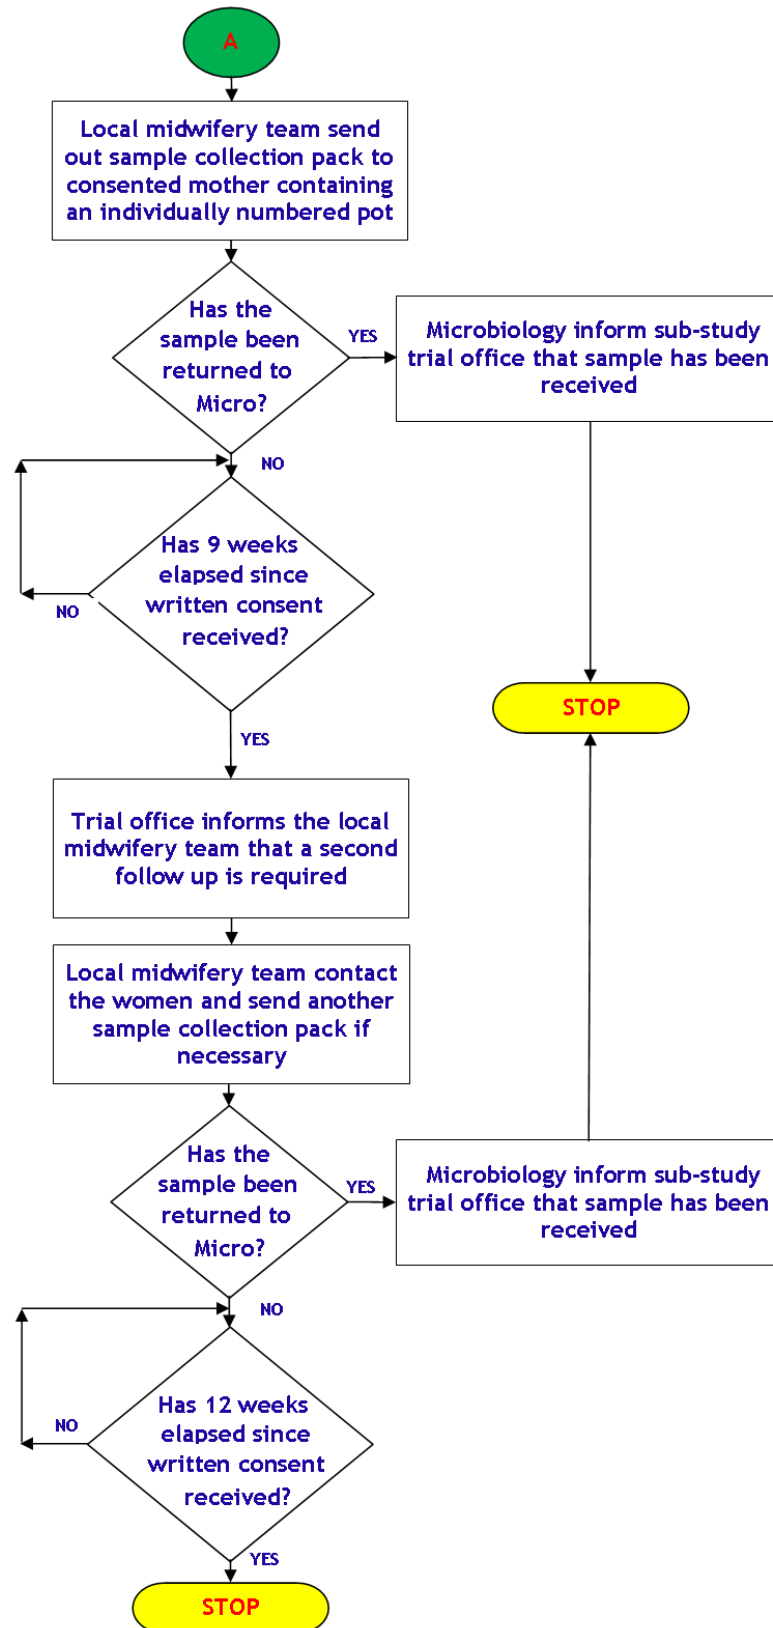 A
Local midwifery team send
out sample collection pack to
consented mother containing
an individually numbered pot
Has the
sample been
returned to
Micro?
YES
Microbiology inform sub-study
trial office that sample has been
received
NO
Has 9 weeks
elapsed since
written consent
received?
NO
STOP
YES
Trial office informs the local
midwifery team that a second
follow up is required
Local midwifery team contact
the women and send another
sample collection pack if
necessary
Has the
sample been
returned to
Micro?
YES
Microbiology inform sub-study
trial office that sample has been
received
NO
Has 12 weeks
elapsed since
written consent
received?
NO
YES
STOP